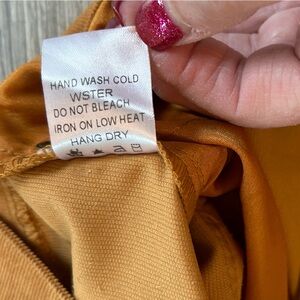 HAND WASH COLD
WSTER
DO NOT BLEACH
IRON ON LOW HEAT
HANG DRY